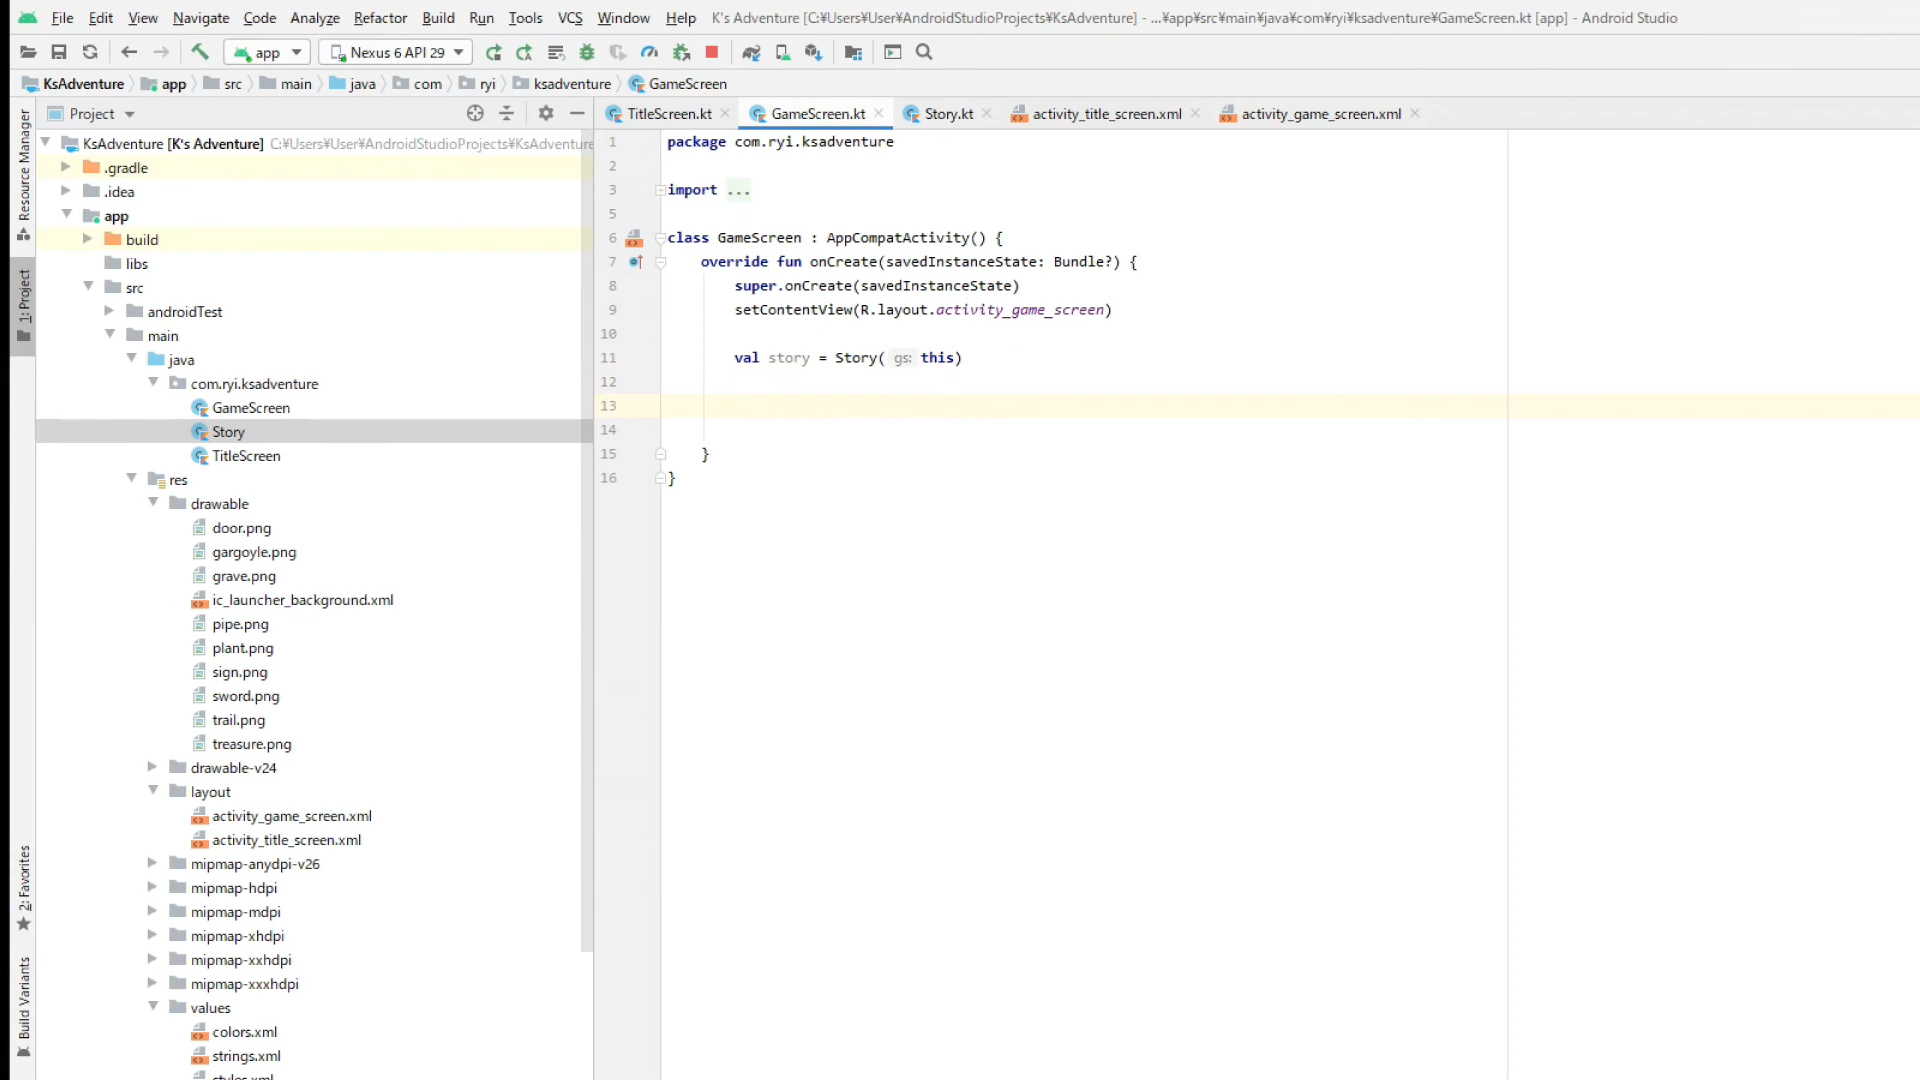 File Edit View Navigate Code Analyze Refactor Build Run Tools VCS Window Help K's Adventure [C:¥Users¥User¥AndroidStudioProjects¥KsAdventure] - ...¥app¥src¥main¥java¥com¥ryi¥ksadventure¥GameScreen.kt [app] - Android Studio
app Nexus 6 API 29
KsAdventure app src main java com ryi ksadventure GameScreen
Project
TitleScreen.kt GameScreen.kt Story.kt activity_title_screen.xml activity_game_screen.xml
Resource Manager
1: Project
2: Favorites
Build Variants
KsAdventure [K's Adventure] C:¥Users¥User¥AndroidStudioProjects¥KsAdventure
.gradle
.idea
app
build
libs
src
androidTest
main
java
com.ryi.ksadventure
GameScreen
Story
TitleScreen
res
drawable
door.png
gargoyle.png
grave.png
ic_launcher_background.xml
pipe.png
plant.png
sign.png
sword.png
trail.png
treasure.png
drawable-v24
layout
activity_game_screen.xml
activity_title_screen.xml
mipmap-anydpi-v26
mipmap-hdpi
mipmap-mdpi
mipmap-xhdpi
mipmap-xxhdpi
mipmap-xxxhdpi
values
colors.xml
strings.xml
styles.xml
1 package com.ryi.ksadventure
2
3 import ...
5
6 class GameScreen : AppCompatActivity() {
7 override fun onCreate(savedInstanceState: Bundle?) {
8 super.onCreate(savedInstanceState)
9 setContentView(R.layout.activity_game_screen)
10
11 val story = Story( gs: this)
12
13
14
15 }
16 }